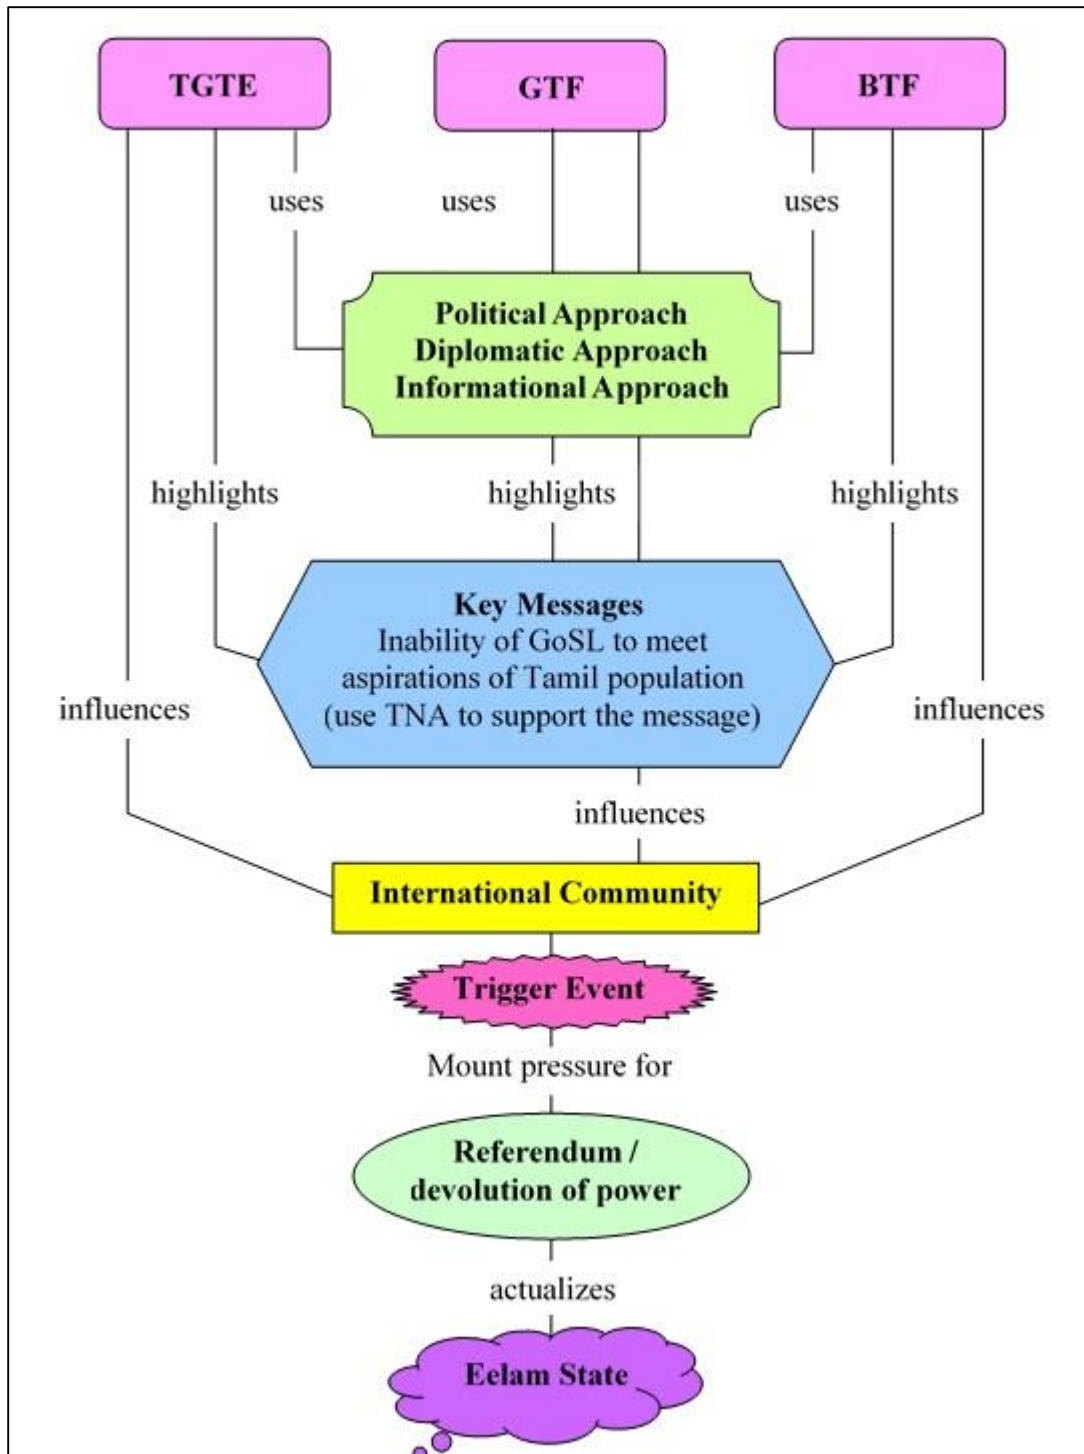 TGTE
GTF
BTF
uses
uses
uses
Political Approach
Diplomatic Approach
Informational Approach
highlights
highlights
highlights
Key Messages
Inability of GoSL to meet
aspirations of Tamil population
(use TNA to support the message)
influences
influences
influences
International Community
Trigger Event
Mount pressure for
Referendum /
devolution of power
actualizes
Eelam State